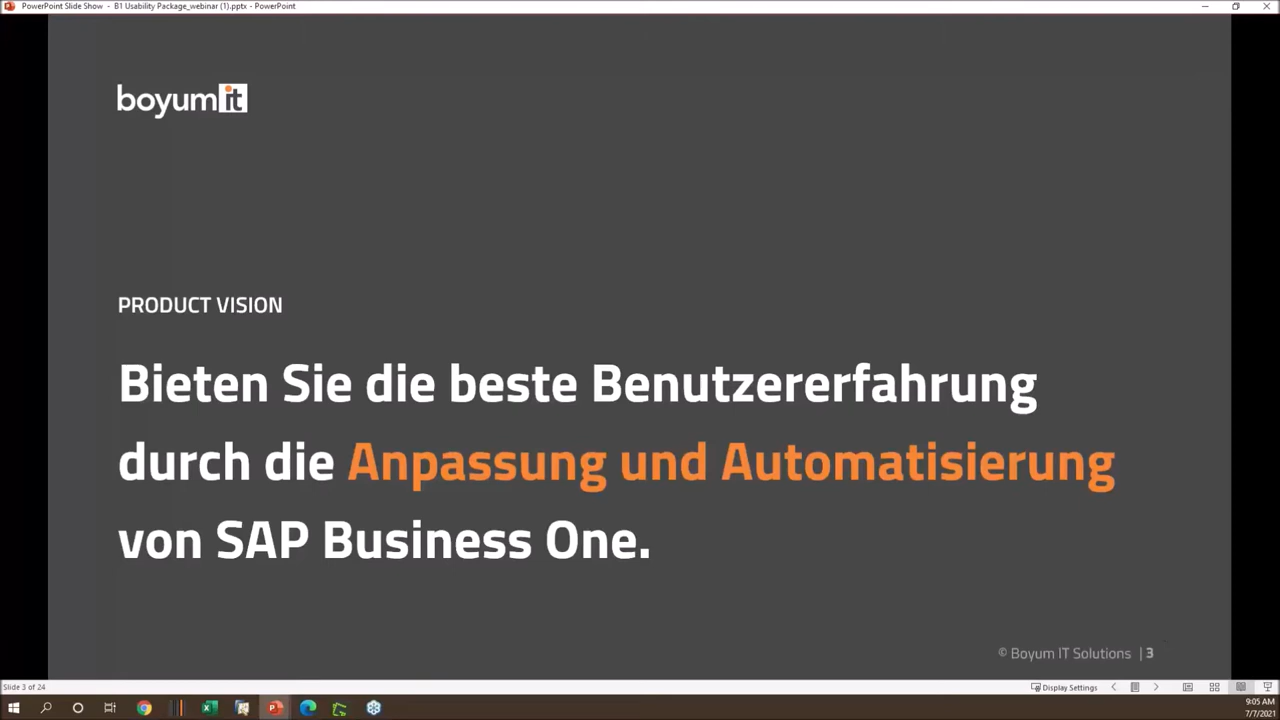 PowerPoint Slide Show - B1 Usability Package_webinar (1).pptx - PowerPoint
boyumit
PRODUCT VISION
Bieten Sie die beste Benutzererfahrung
durch die Anpassung und Automatisierung
von SAP Business One.
© Boyum IT Solutions | 3
Slide 3 of 24
Display Settings
9:05 AM
7/7/2021